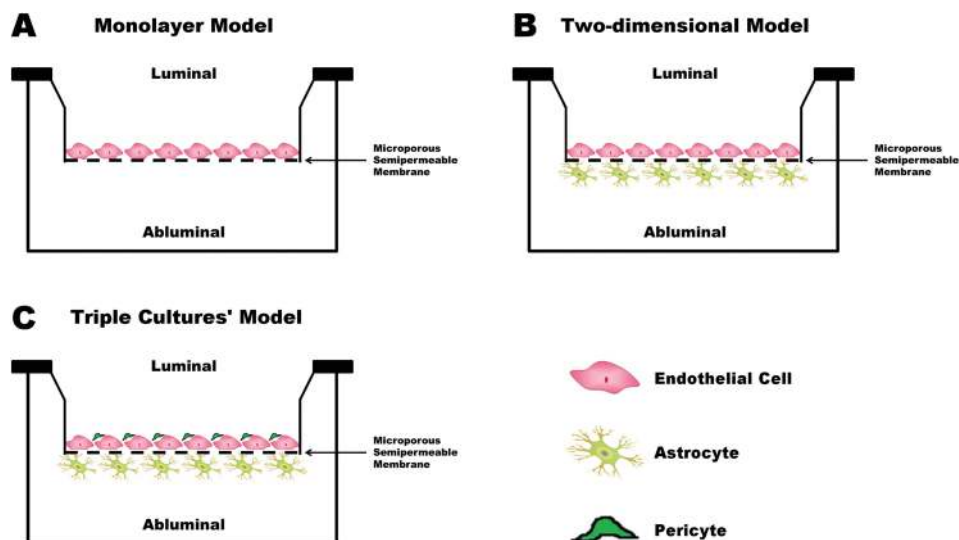 A Monolayer Model
Luminal
Microporous
Semipermeable
Membrane
Abluminal
B Two-dimensional Model
Luminal
Microporous
Semipermeable
Membrane
Abluminal
C Triple Cultures' Model
Luminal
Microporous
Semipermeable
Membrane
Abluminal
Endothelial Cell
Astrocyte
Pericyte